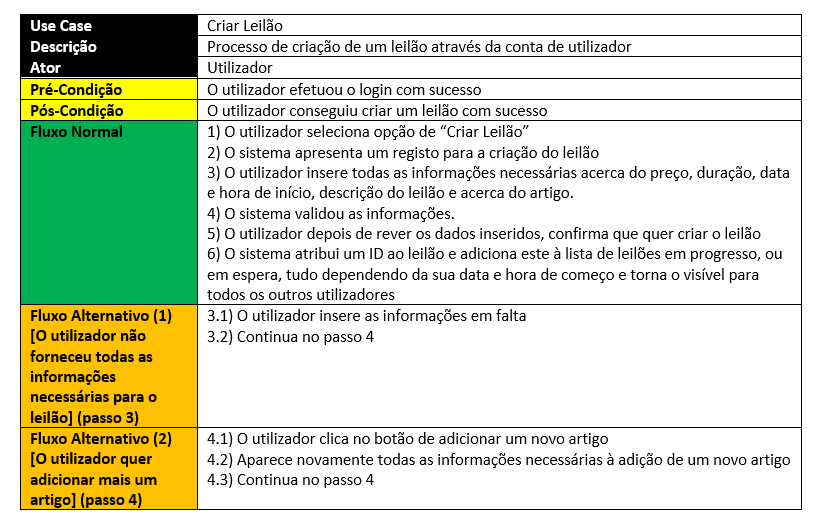 Use Case Criar Leilão
Descrição Processo de criação de um leilão através da conta de utilizador
Ator Utilizador
Pré-Condição O utilizador efetuou o login com sucesso
Pós-Condição O utilizador conseguiu criar um leilão com sucesso
Fluxo Normal 1) O utilizador seleciona opção de “Criar Leilão”
2) O sistema apresenta um registo para a criação do leilão
3) O utilizador insere todas as informações necessárias acerca do preço, duração, data
e hora de início, descrição do leilão e acerca do artigo.
4) O sistema validou as informações.
5) O utilizador depois de rever os dados inseridos, confirma que quer criar o leilão
6) O sistema atribui um ID ao leilão e adiciona este à lista de leilões em progresso, ou
em espera, tudo dependendo da sua data e hora de começo e torna o visível para
todos os outros utilizadores
Fluxo Alternativo (1)
[O utilizador não
forneceu todas as
informações
necessárias para o
leilão] (passo 3)
3.1) O utilizador insere as informações em falta
3.2) Continua no passo 4
Fluxo Alternativo (2)
[O utilizador quer
adicionar mais um
artigo] (passo 4)
4.1) O utilizador clica no botão de adicionar um novo artigo
4.2) Aparece novamente todas as informações necessárias à adição de um novo artigo
4.3) Continua no passo 4